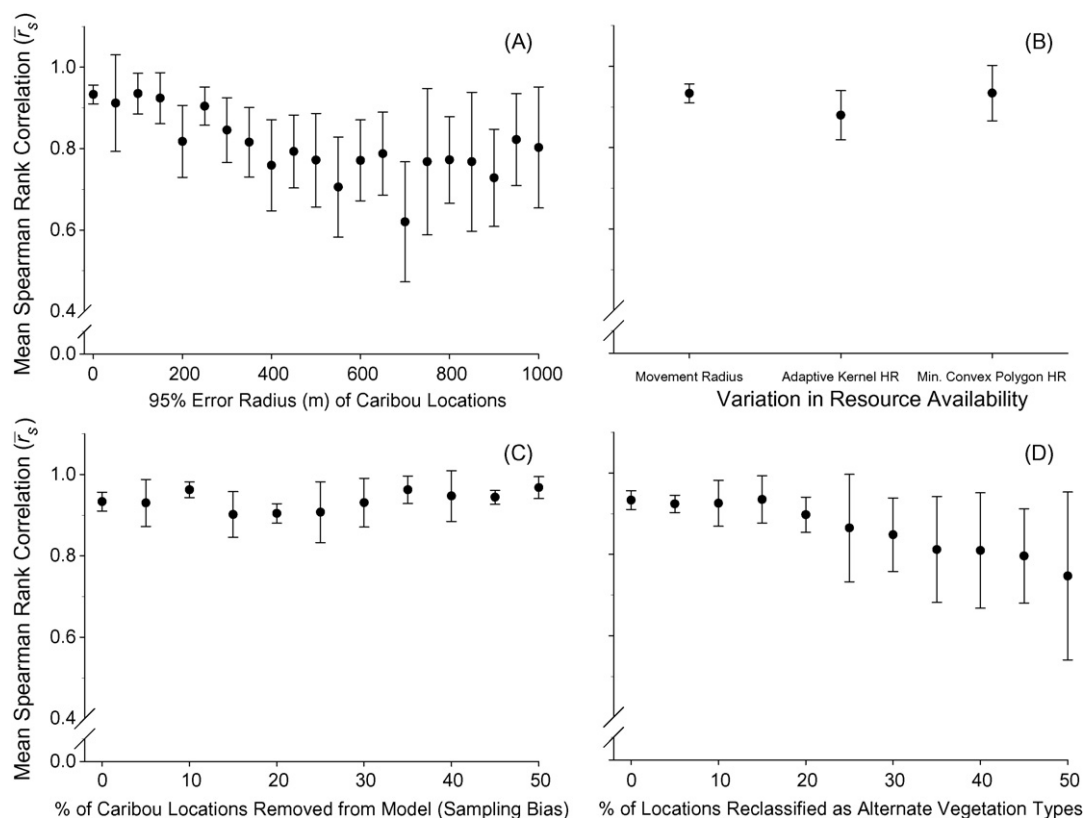 Mean Spearman Rank Correlation (r̄s)
(A)
1.0
0.8
0.6
0.4
0.0
0 200 400 600 800 1000
95% Error Radius (m) of Caribou Locations
(B)
Movement Radius Adaptive Kernel HR Min. Convex Polygon HR
Variation in Resource Availability
Mean Spearman Rank Correlation (r̄s)
(C)
1.0
0.8
0.6
0.4
0.0
0 10 20 30 40 50
% of Caribou Locations Removed from Model (Sampling Bias)
(D)
0 10 20 30 40 50
% of Locations Reclassified as Alternate Vegetation Types